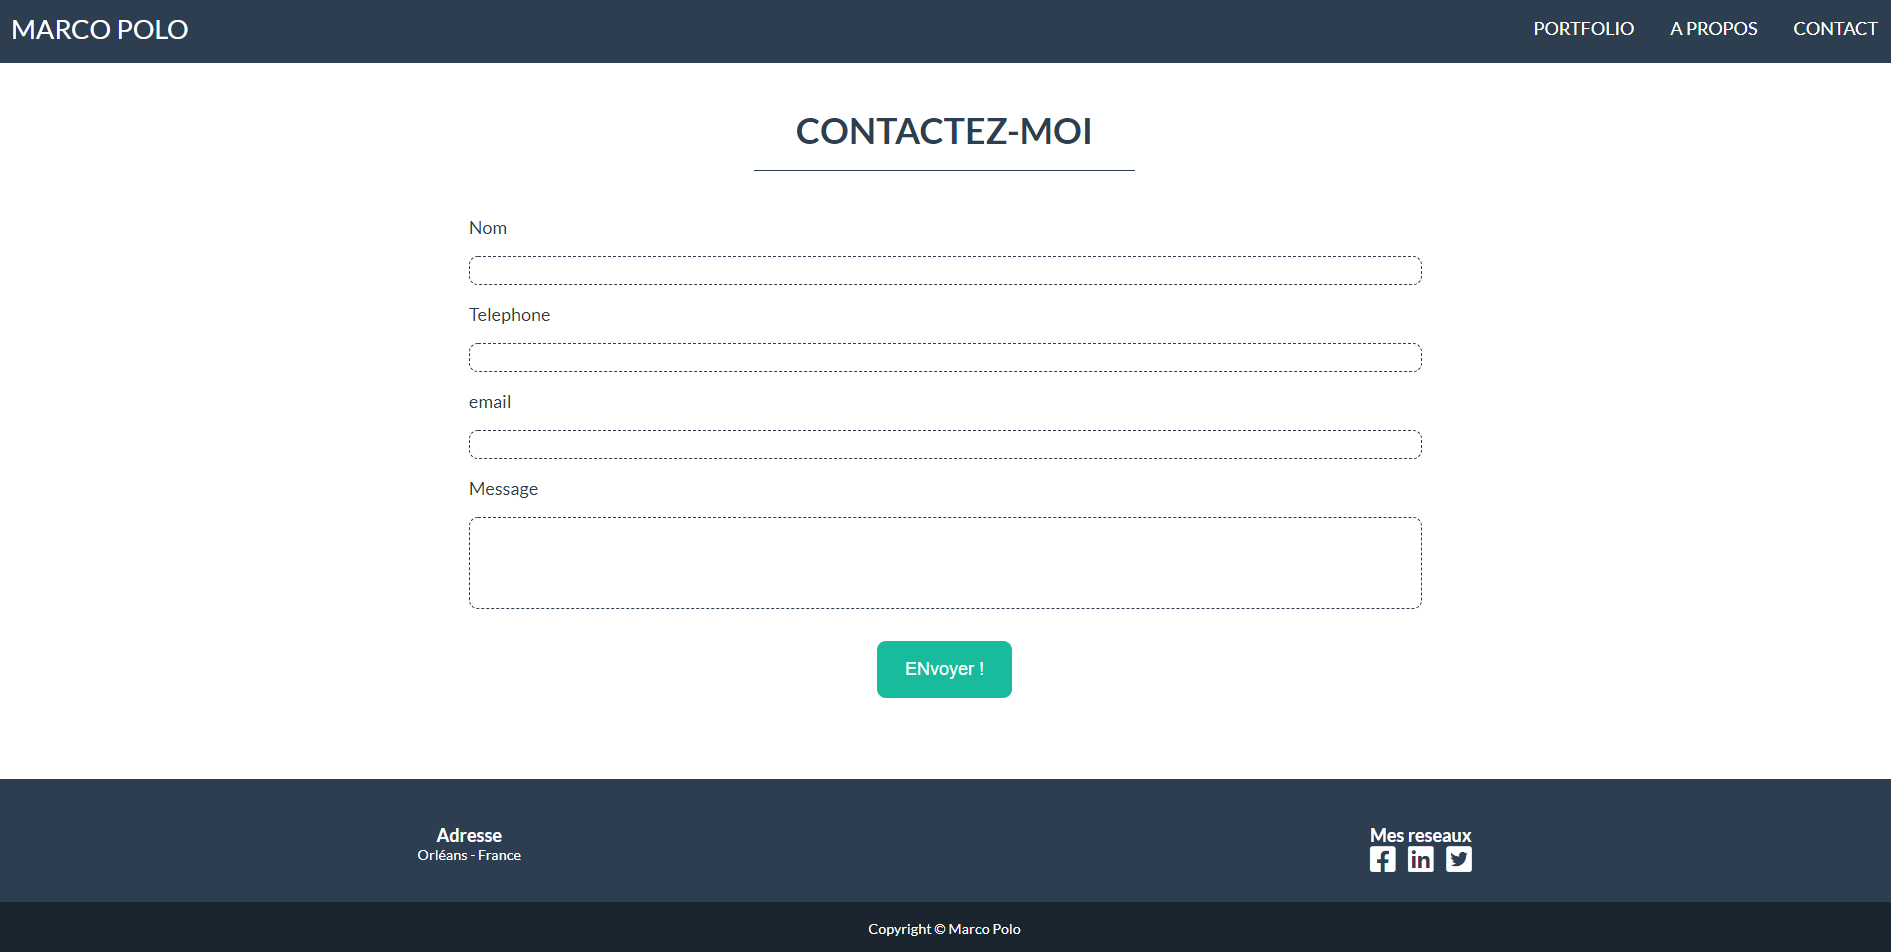 MARCO POLO
PORTFOLIO
A PROPOS
CONTACT
CONTACTEZ-MOI
Nom
Telephone
email
Message
ENvoyer !
Adresse
Orléans - France
Mes reseaux
Copyright © Marco Polo